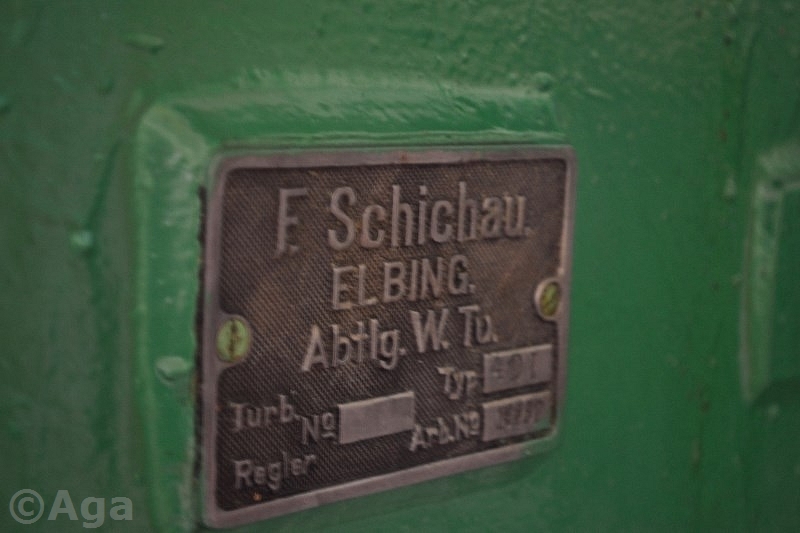 F. Schichau.
ELBING.
Abtlg. W. Tu.
Typ.
Turb. Nº
Arb. Nº
Regler
©Aga